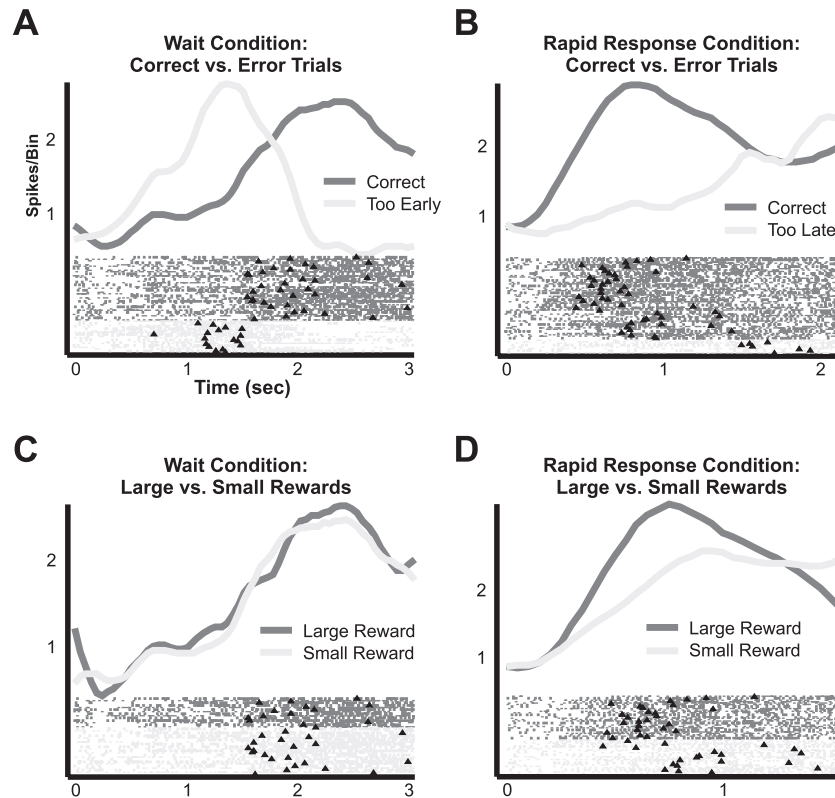 A
Wait Condition:
Correct vs. Error Trials
Spikes/Bin
2
1
Correct
Too Early
0
1
2
3
Time (sec)
B
Rapid Response Condition:
Correct vs. Error Trials
2
1
Correct
Too Late
0
1
2
C
Wait Condition:
Large vs. Small Rewards
2
1
Large Reward
Small Reward
0
1
2
3
D
Rapid Response Condition:
Large vs. Small Rewards
2
1
Large Reward
Small Reward
0
1